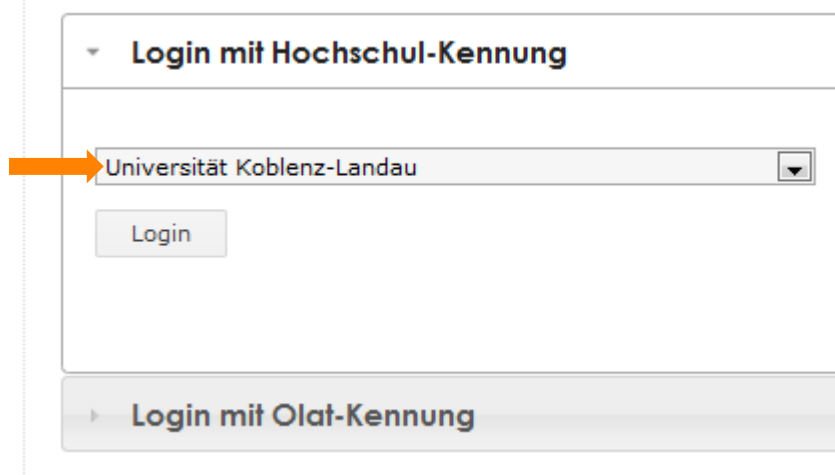 Login mit Hochschul-Kennung
Universität Koblenz-Landau
Login
Login mit Olat-Kennung